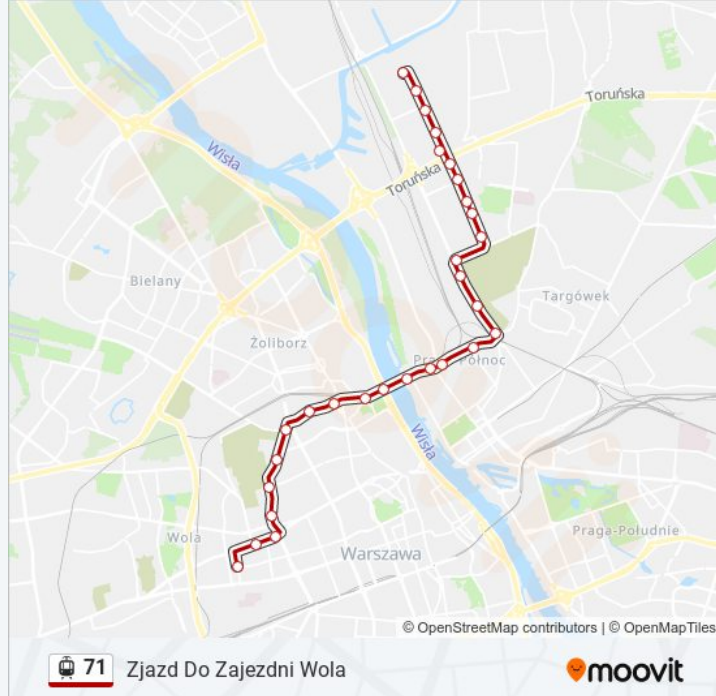 Toruńska
Wisła
Toruńska
Bielany
Targówek
Żoliborz
Praga-Północ
Wisła
Praga-Południe
Wola
Warszawa
© OpenStreetMap contributors | © OpenMapTiles
71 Zjazd Do Zajezdni Wola moovit